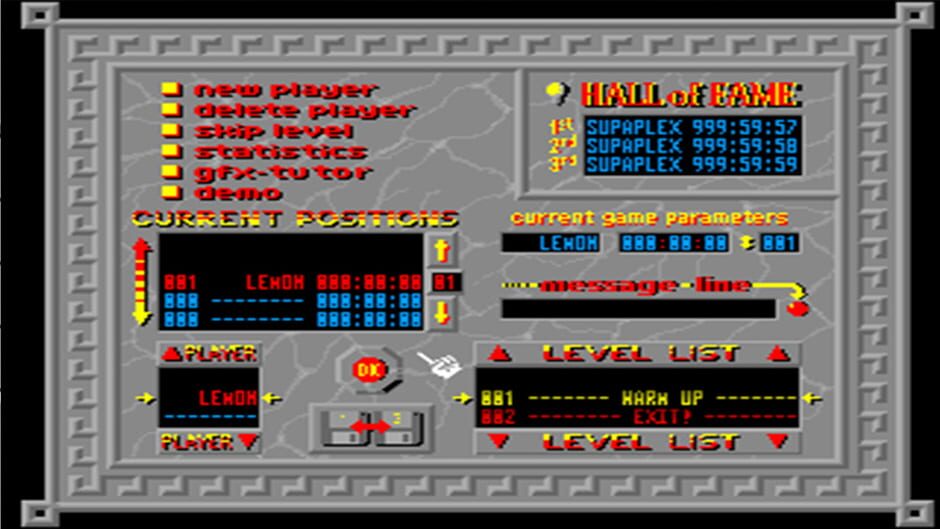 new player
delete player
skip level
statistics
gfx-tutor
demo
HALL of FAME
1st SUPAPLEX 999:59:57
2nd SUPAPLEX 999:59:58
3rd SUPAPLEX 999:59:59
CURRENT POSITIONS
001 LEMON 000:00:00 01
000 -------- 000:00:00
000 -------- 000:00:00
current game parameters
LEMON 000:00:00 001
message-line
PLAYER
LEMON
--------
PLAYER
OK
LEVEL LIST
001 ------- WARM UP -------
002 -------- EXIT? --------
LEVEL LIST